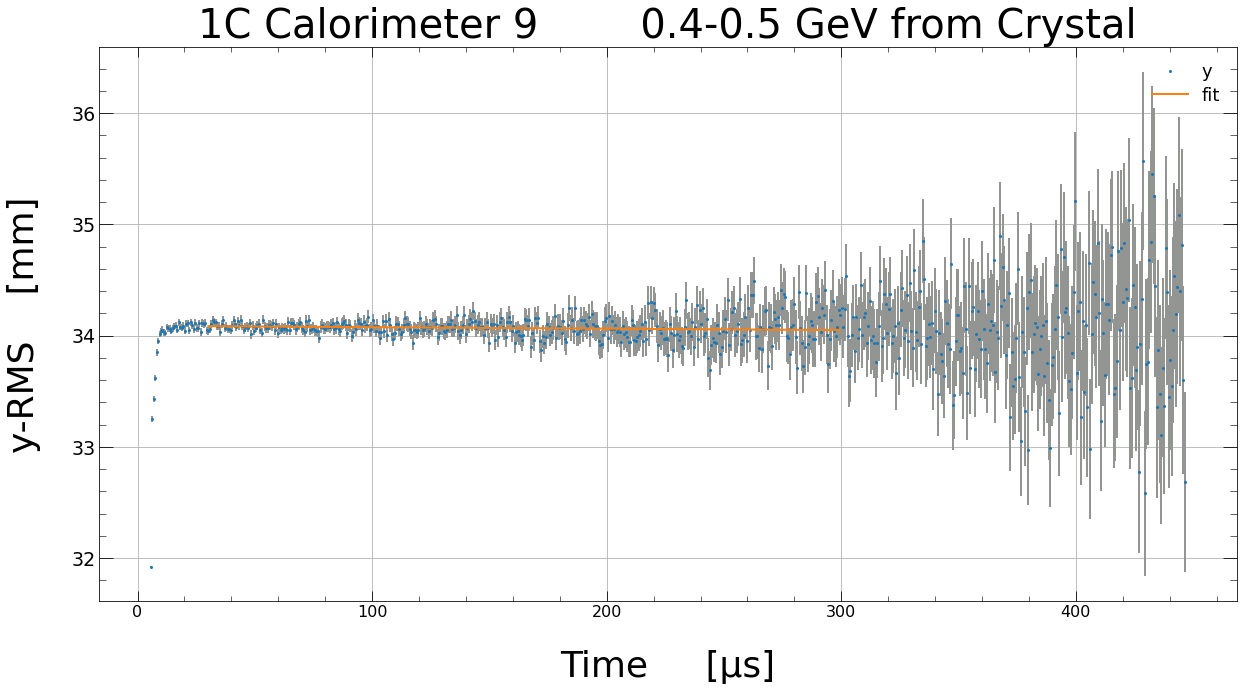 1C Calorimeter 9 0.4-0.5 GeV from Crystal
y
fit
y-RMS [mm]
36
35
34
33
32
0 100 200 300 400
Time [μs]